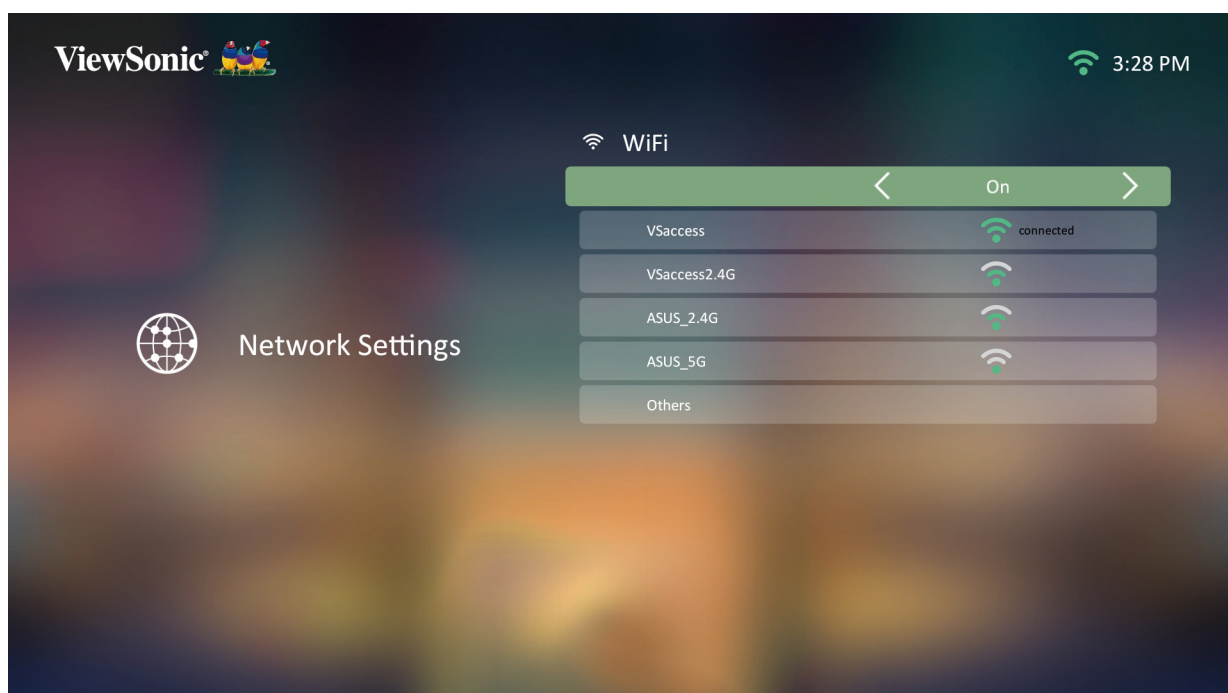 ViewSonic®
3:28 PM
WiFi
On
VSaccess connected
VSaccess2.4G
ASUS_2.4G
ASUS_5G
Others
Network Settings